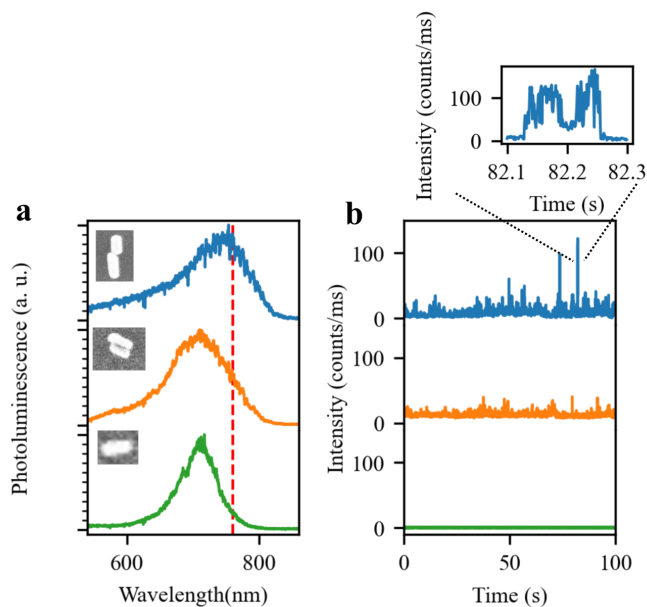 Intensity (counts/ms)
100
0
82.1 82.2 82.3
Time (s)
a
Photoluminescence (a. u.)
600 800
Wavelength(nm)
b
Intensity (counts/ms)
100
0
100
0
100
0
0 50 100
Time (s)